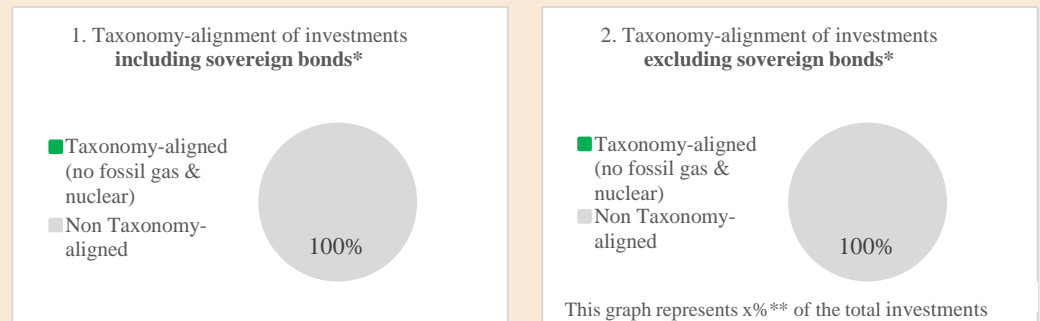 1. Taxonomy-alignment of investments
including sovereign bonds*
Taxonomy-aligned
(no fossil gas &
nuclear)
Non Taxonomy-
aligned
100%
2. Taxonomy-alignment of investments
excluding sovereign bonds*
Taxonomy-aligned
(no fossil gas &
nuclear)
Non Taxonomy-
aligned
100%
This graph represents x%** of the total investments